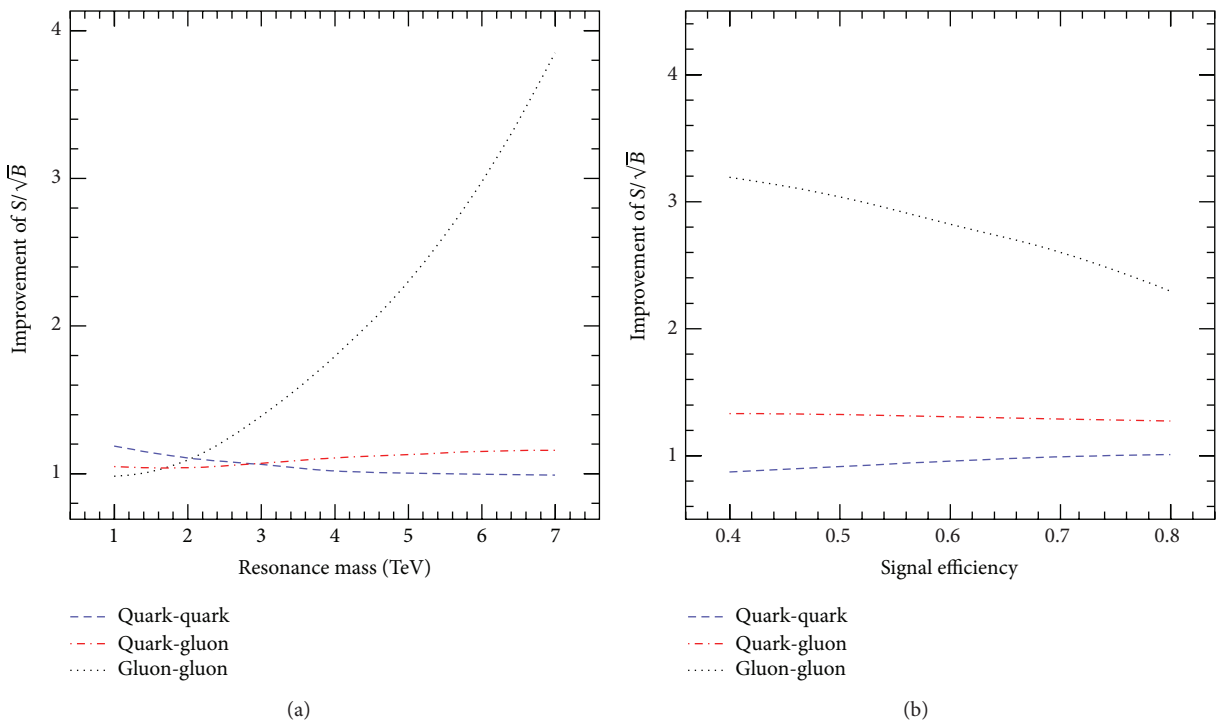 4
3
2
1
Improvement of S/√B
1 2 3 4 5 6 7
Resonance mass (TeV)
Quark-quark
Quark-gluon
Gluon-gluon
(a)
4
3
2
1
Improvement of S/√B
0.4 0.5 0.6 0.7 0.8
Signal efficiency
Quark-quark
Quark-gluon
Gluon-gluon
(b)